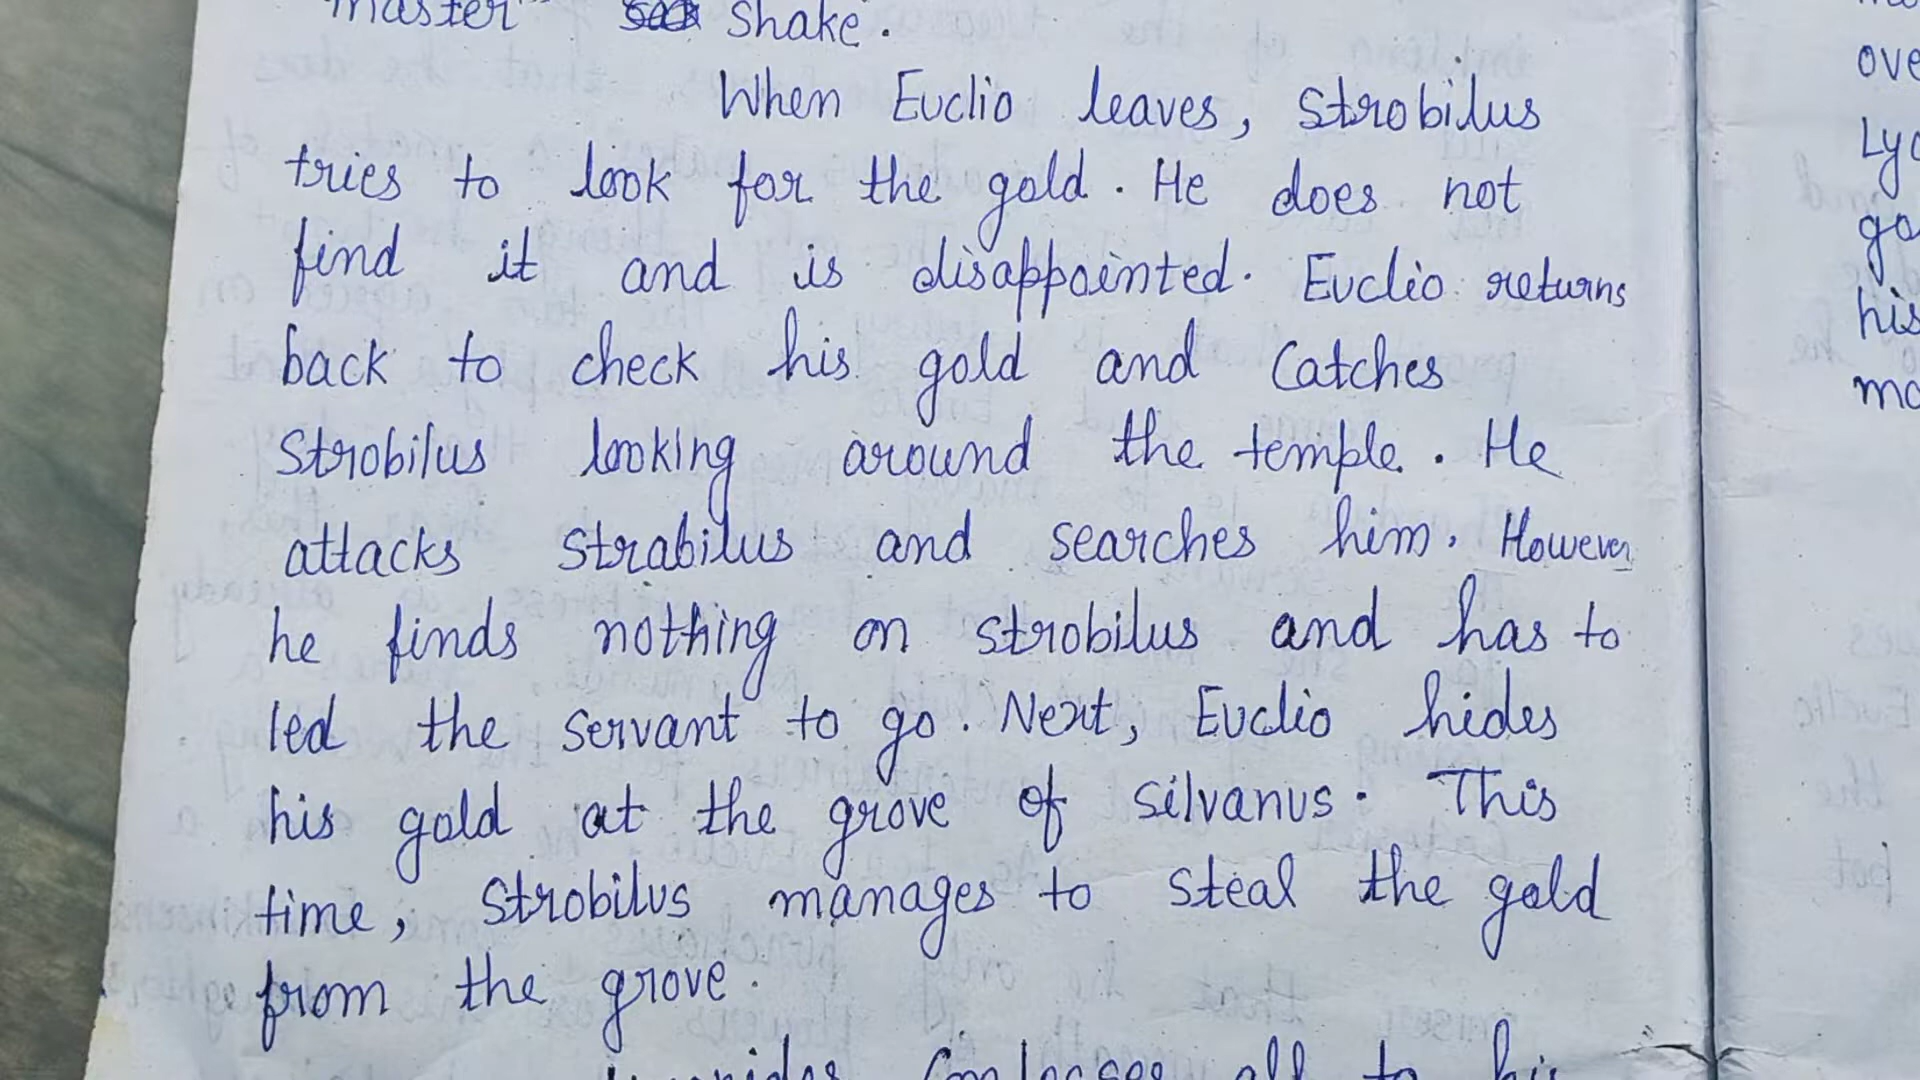 master shake.
When Euclio leaves, Strobilus
tries to look for the gold. He does not
find it and is disappointed. Euclio returns
back to check his gold and Catches
Strobilus looking around the temple. He
attacks Strabilus and searches him. However
he finds nothing on strobilus and has to
led the servant to go. Next, Euclio hides
his gold at the grove of silvanus. This
time, Strobilus manages to steal the gold
from the grove.
all to his